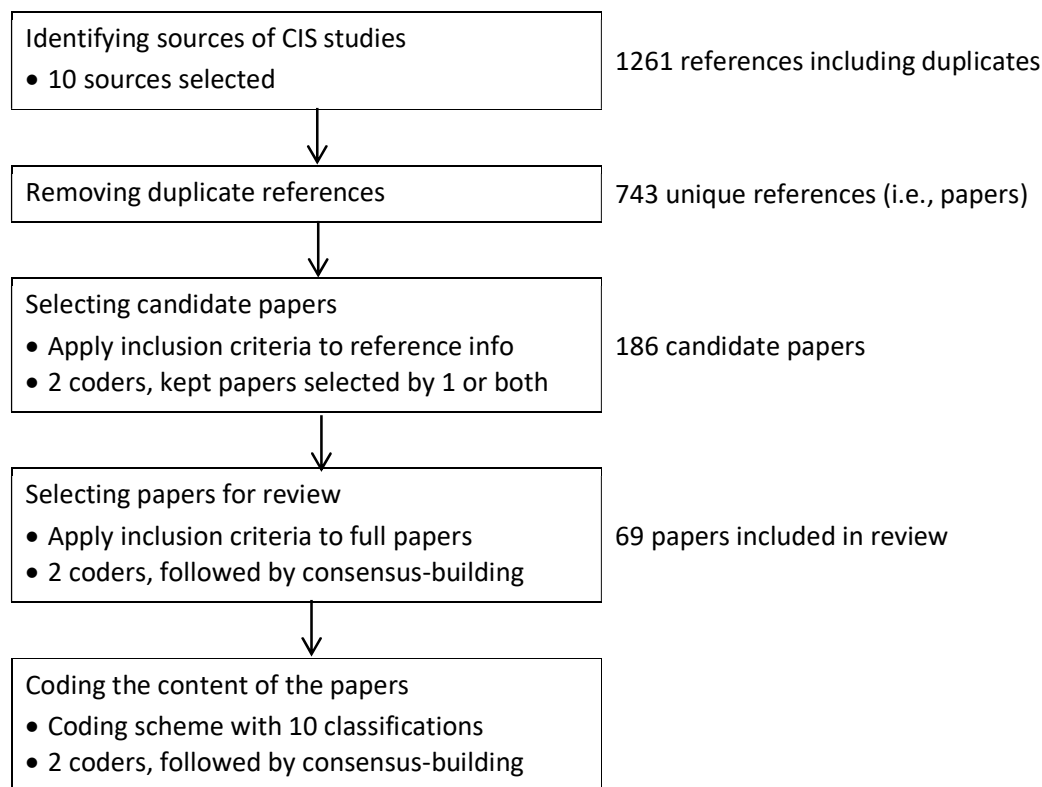 Identifying sources of CIS studies
• 10 sources selected
1261 references including duplicates
Removing duplicate references
743 unique references (i.e., papers)
Selecting candidate papers
• Apply inclusion criteria to reference info
• 2 coders, kept papers selected by 1 or both
186 candidate papers
Selecting papers for review
• Apply inclusion criteria to full papers
• 2 coders, followed by consensus-building
69 papers included in review
Coding the content of the papers
• Coding scheme with 10 classifications
• 2 coders, followed by consensus-building